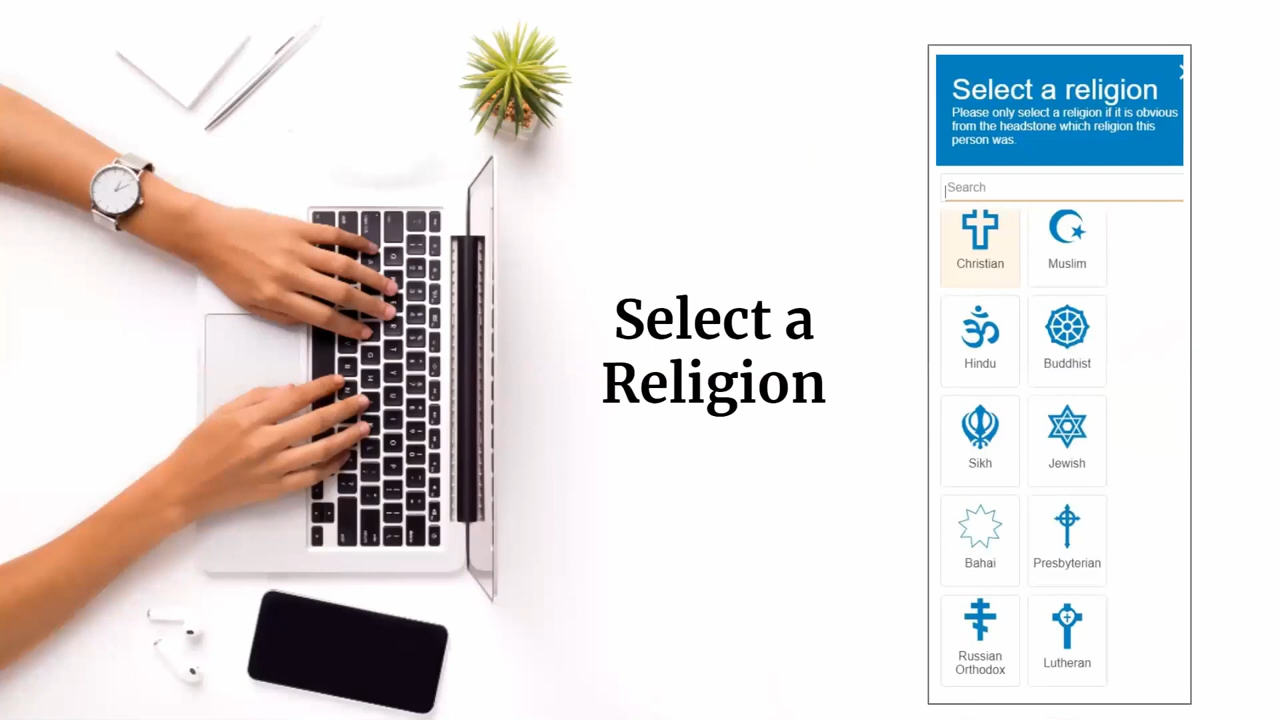 Select a
Religion
Select a religion
Please only select a religion if it is obvious
from the headstone which religion this
person was.
Search
Christian
Muslim
Hindu
Buddhist
Sikh
Jewish
Bahai
Presbyterian
Russian
Orthodox
Lutheran